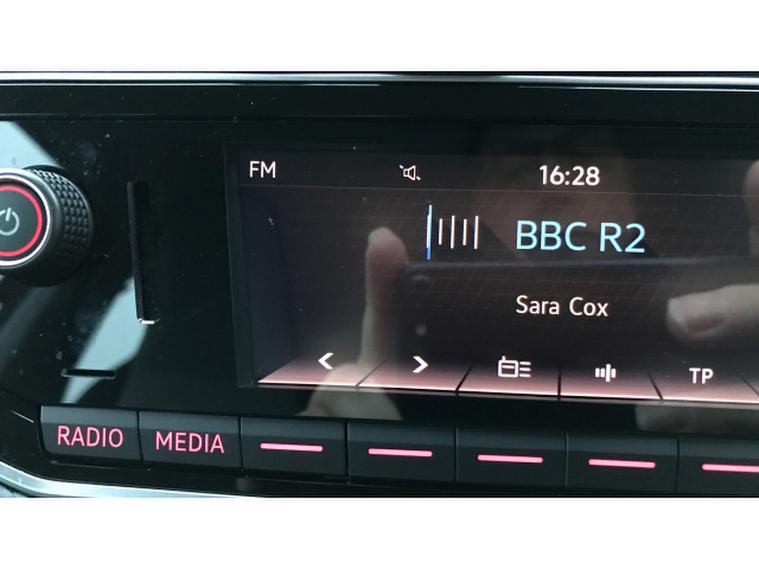 FM 16:28
BBC R2
Sara Cox
< > TP
RADIO MEDIA